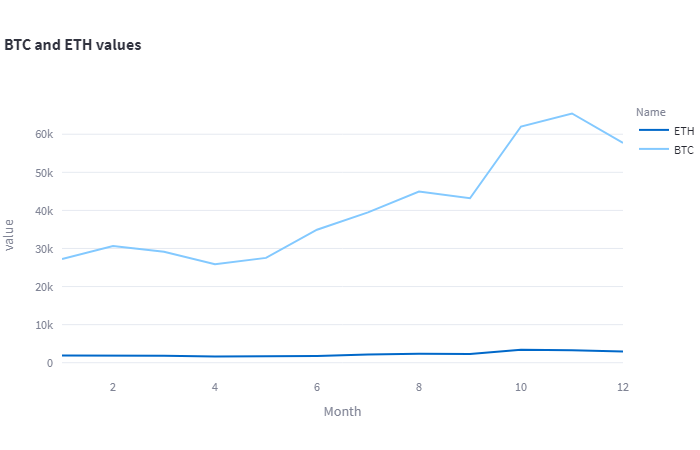 BTC and ETH values
Name
ETH
BTC
60k
50k
40k
30k
20k
10k
0
value
2 4 6 8 10 12
Month